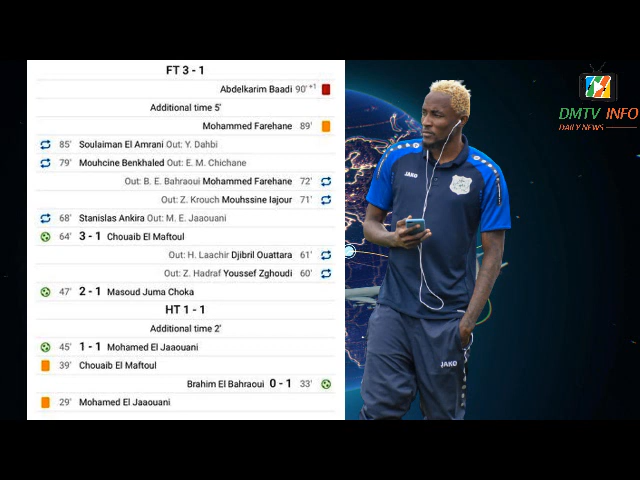 FT 3 - 1
Abdelkarim Baadi 90' +1
Additional time 5'
Mohammed Farehane 89'
85' Soulaiman El Amrani Out: Y. Dahbi
79' Mouhcine Benkhaled Out: E. M. Chichane
Out: B. E. Bahraoui Mohammed Farehane 72'
Out: Z. Krouch Mouhssine Iajour 71'
68' Stanislas Ankira Out: M. E. Jaaouani
64' 3 - 1 Chouaib El Maftoul
Out: H. Laachir Djibril Ouattara 61'
Out: Z. Hadraf Youssef Zghoudi 60'
47' 2 - 1 Masoud Juma Choka
HT 1 - 1
Additional time 2'
45' 1 - 1 Mohamed El Jaaouani
39' Chouaib El Maftoul
Brahim El Bahraoui 0 - 1 33'
29' Mohamed El Jaaouani
DMTV INFO
DAILY NEWS
JAKO
JAKO